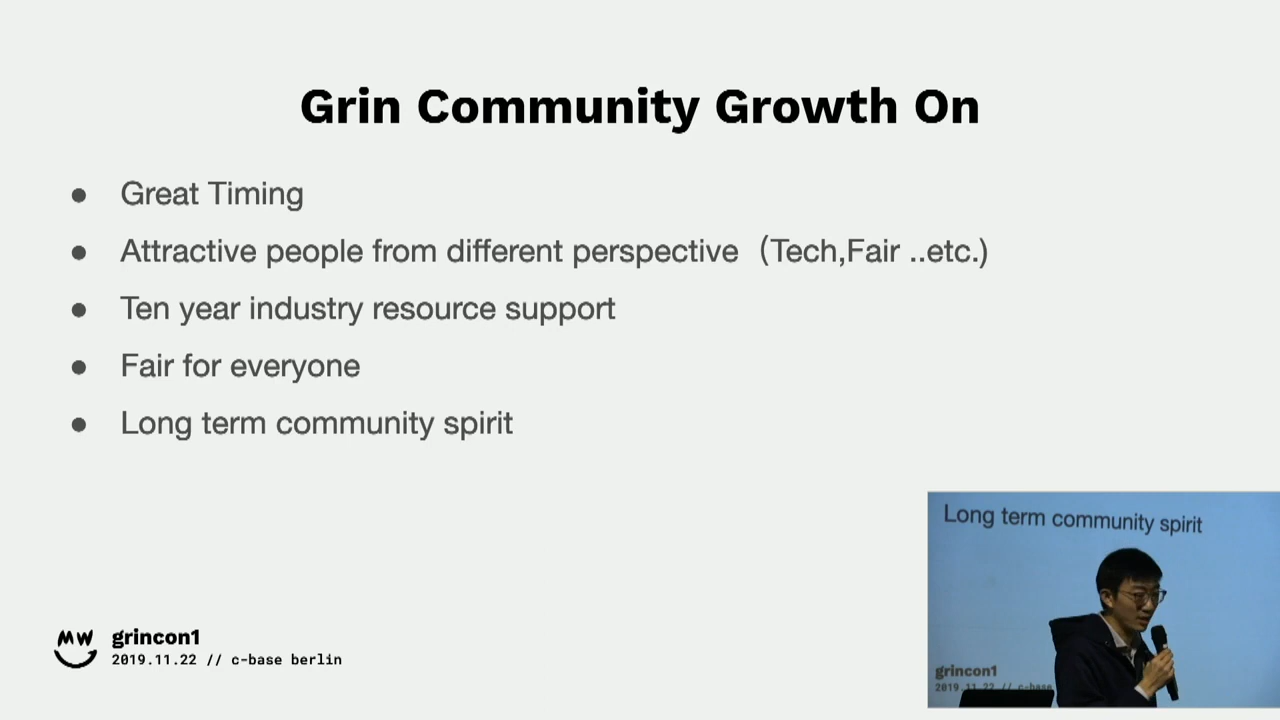 Grin Community Growth On
● Great Timing
● Attractive people from different perspective（Tech,Fair ..etc.)
● Ten year industry resource support
● Fair for everyone
● Long term community spirit
Long term community spirit
MW
grincon1
2019.11.22 // c-base berlin
grincon1
2019.11.22 // c-base